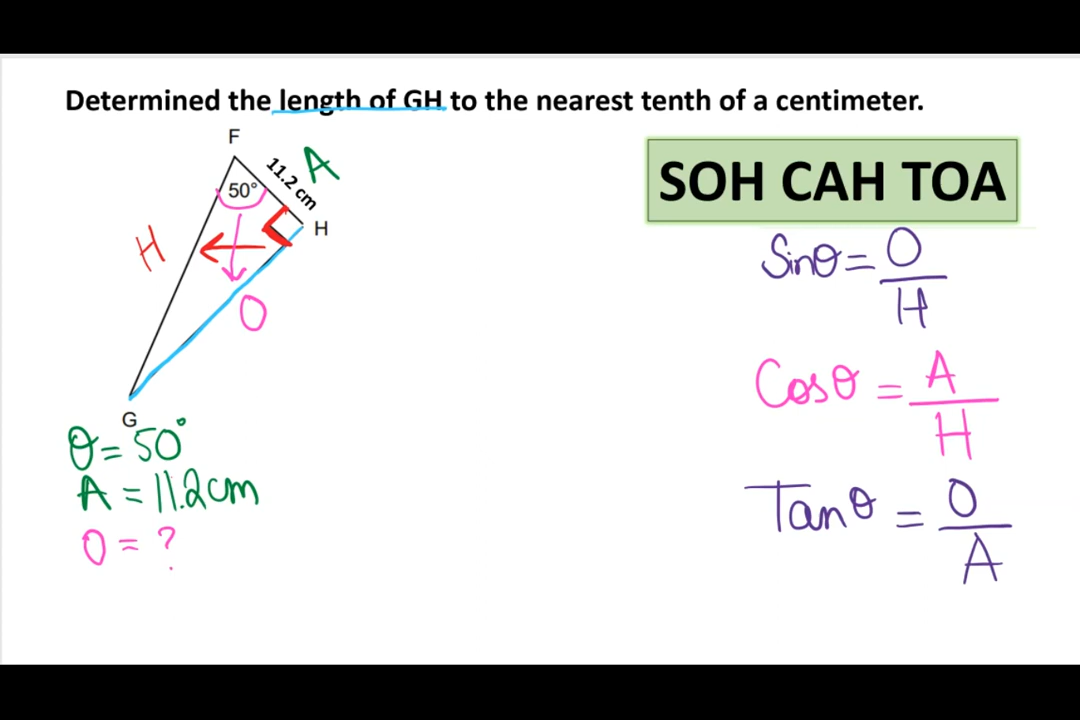 Determined the length of GH to the nearest tenth of a centimeter.
F
50°
11.2 cm
A
H
H
O
G
θ = 50°
A = 11.2cm
O = ?
SOH CAH TOA
Sinθ = O/H
Cosθ = A/H
Tanθ = O/A